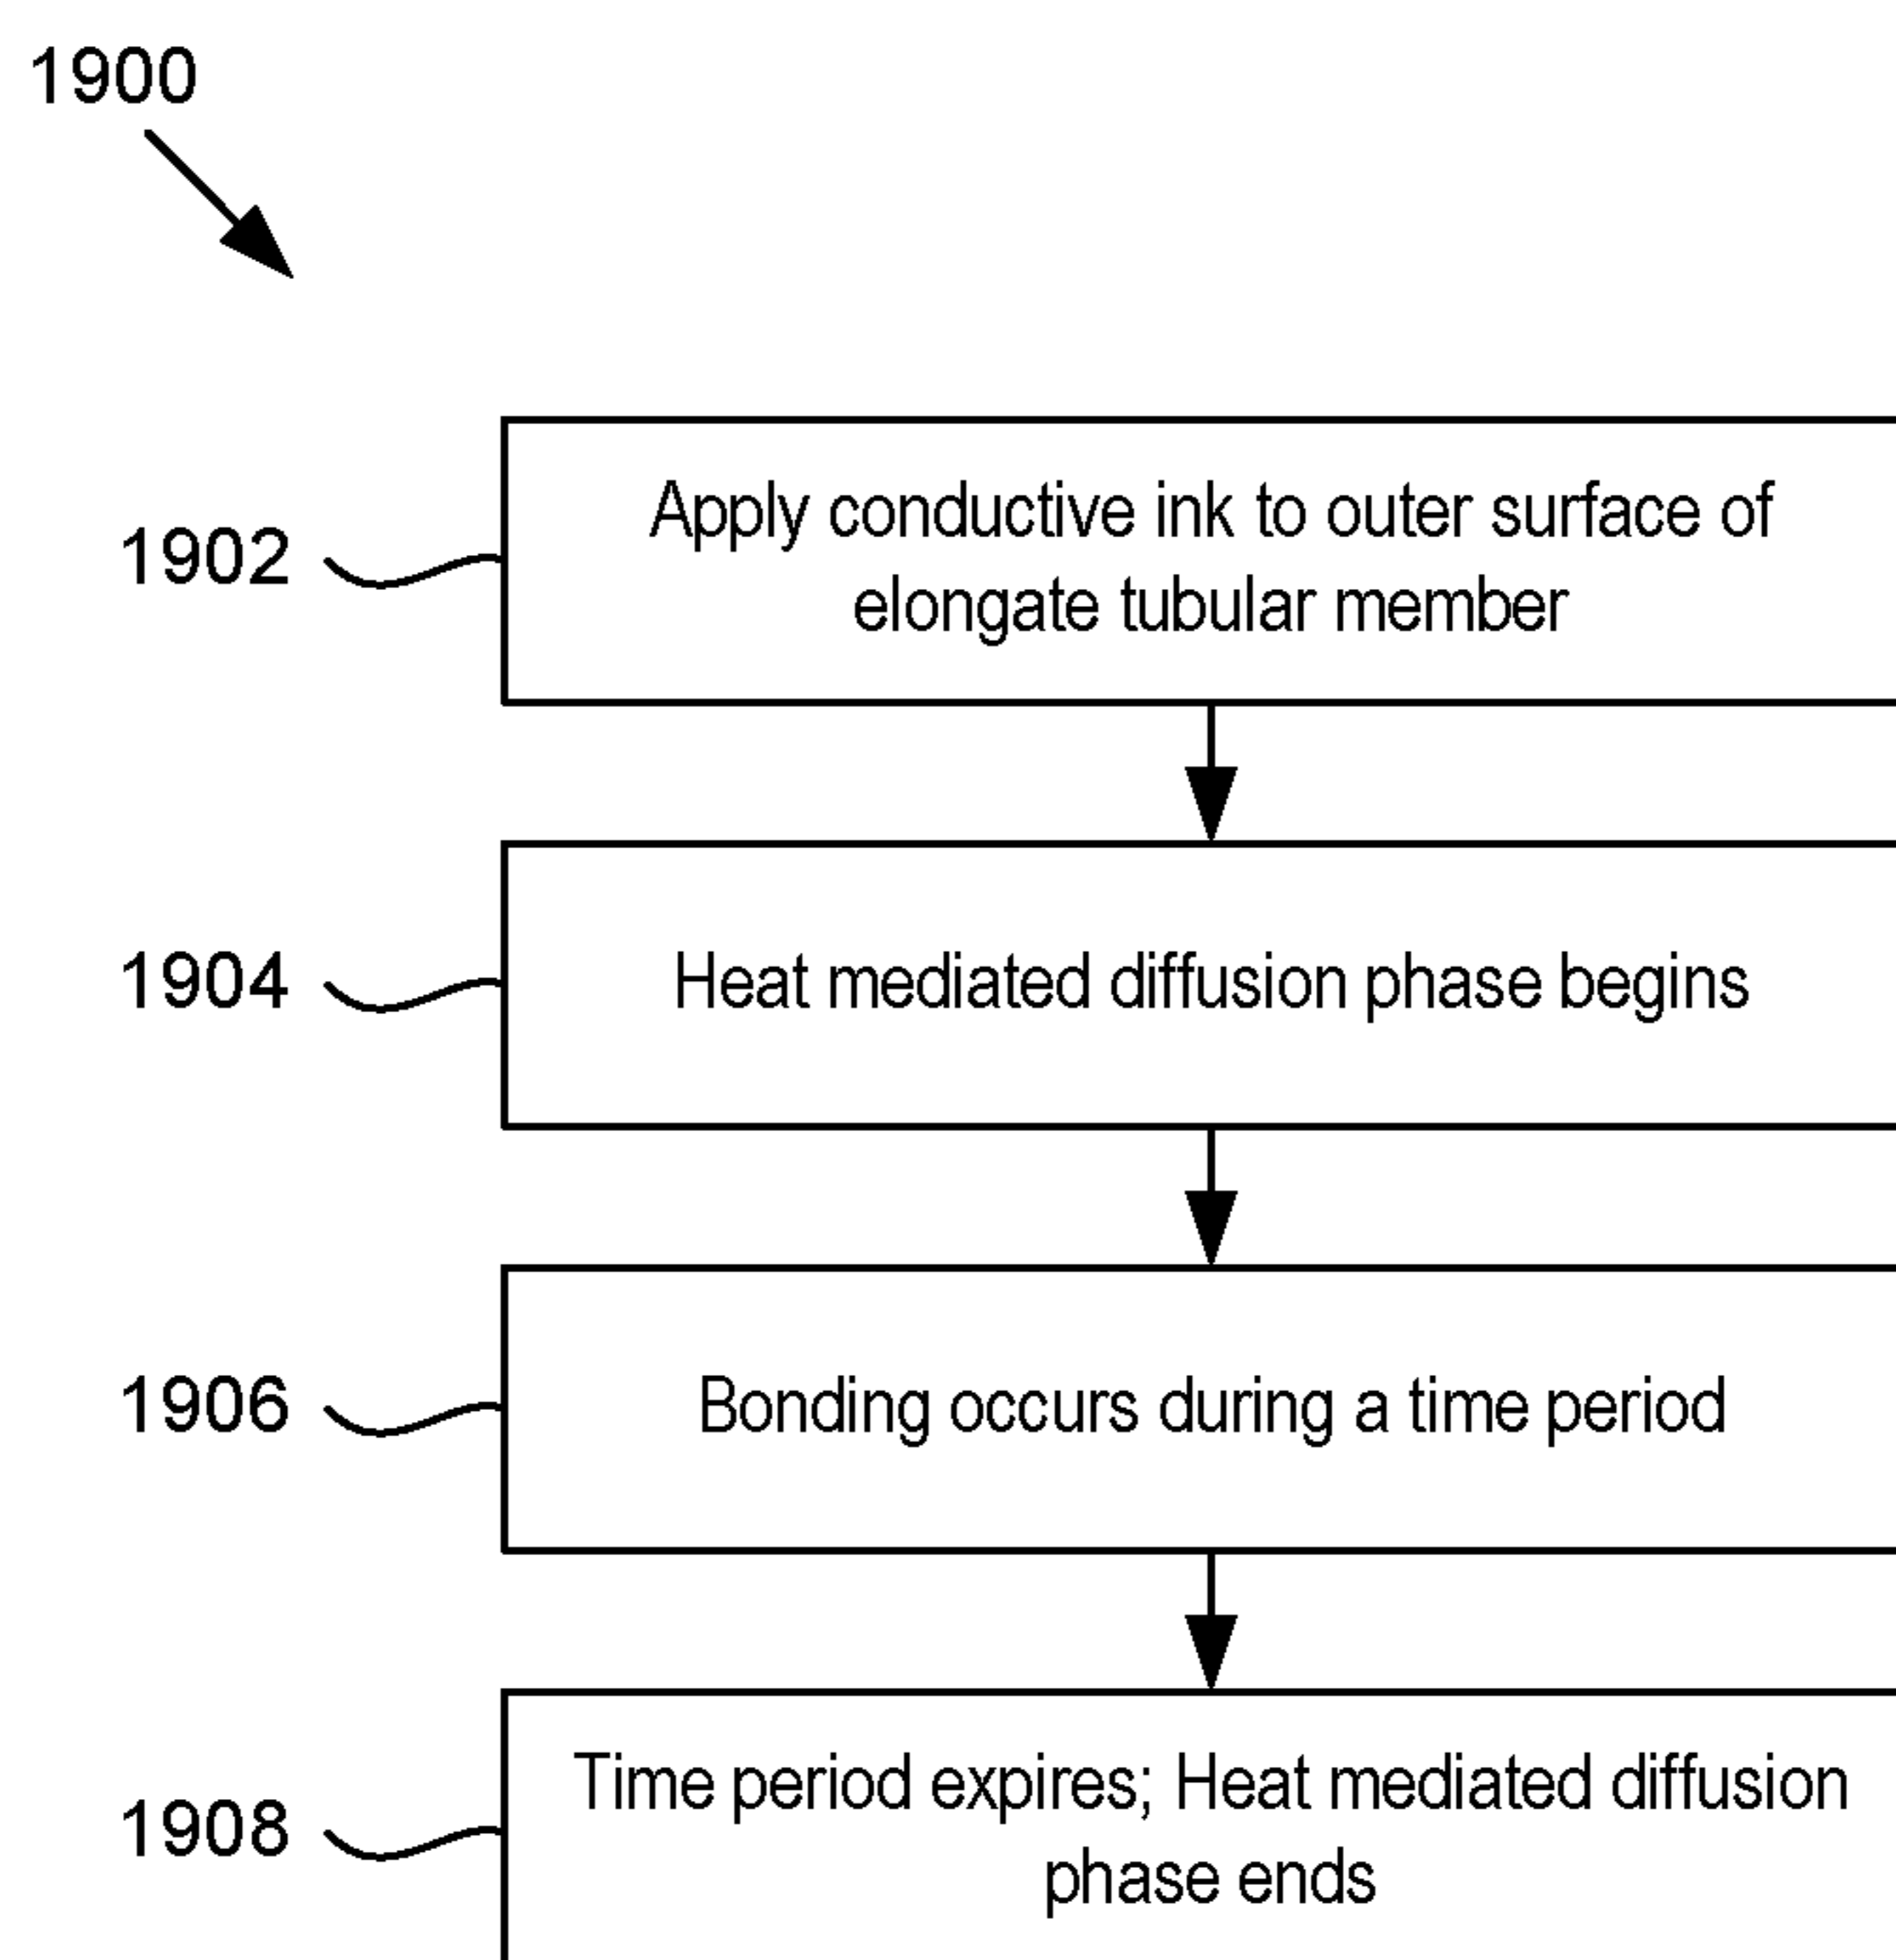 1900
1902
Apply conductive ink to outer surface of
elongate tubular member
1904
Heat mediated diffusion phase begins
1906
Bonding occurs during a time period
1908
Time period expires; Heat mediated diffusion
phase ends